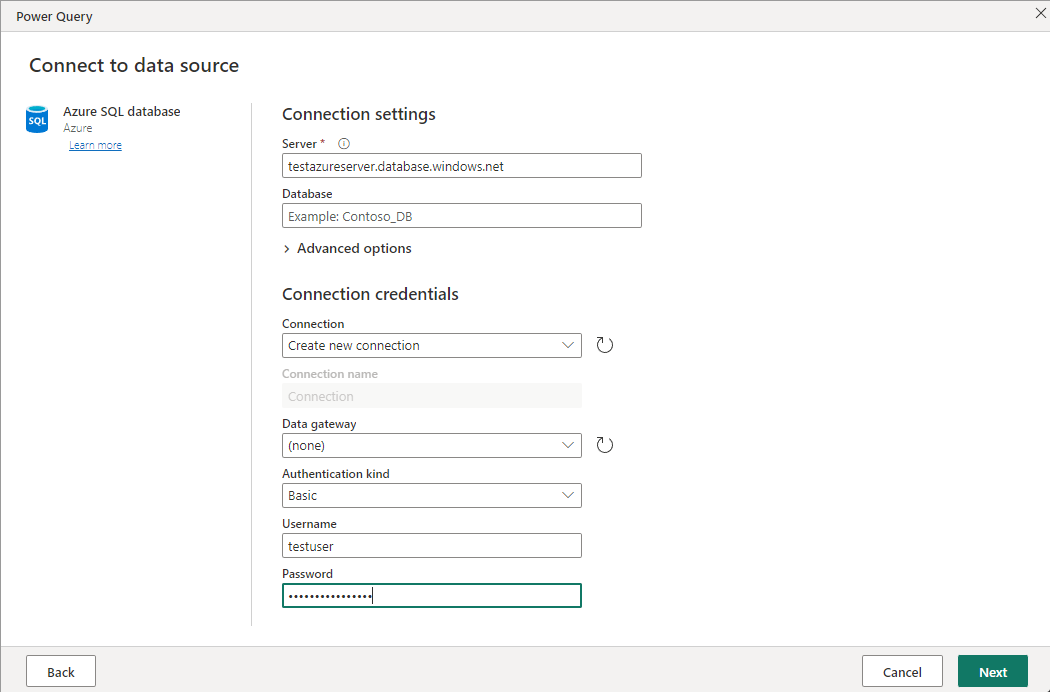 Power Query
Connect to data source
SQL
Azure SQL database
Azure
Learn more
Connection settings
Server *
testazureserver.database.windows.net
Database
Example: Contoso_DB
Advanced options
Connection credentials
Connection
Create new connection
Connection name
Connection
Data gateway
(none)
Authentication kind
Basic
Username
testuser
Password
••••••••••••••••
Back
Cancel
Next